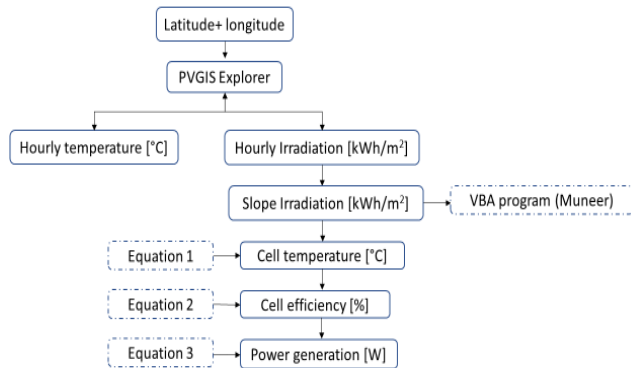 Latitude+ longitude
PVGIS Explorer
Hourly temperature [°C]
Hourly Irradiation [kWh/m²]
Slope Irradiation [kWh/m²]
VBA program (Muneer)
Equation 1
Cell temperature [°C]
Equation 2
Cell efficiency [%]
Equation 3
Power generation [W]